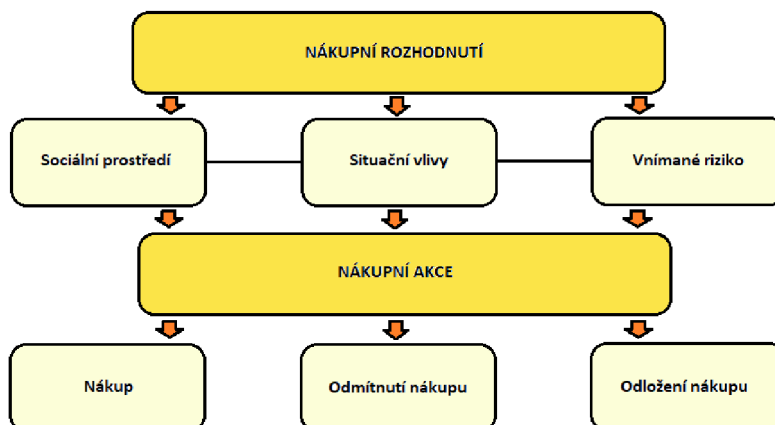 NÁKUPNÍ ROZHODNUTÍ
Sociální prostředí
Situační vlivy
Vnímané riziko
NÁKUPNÍ AKCE
Nákup
Odmítnutí nákupu
Odložení nákupu